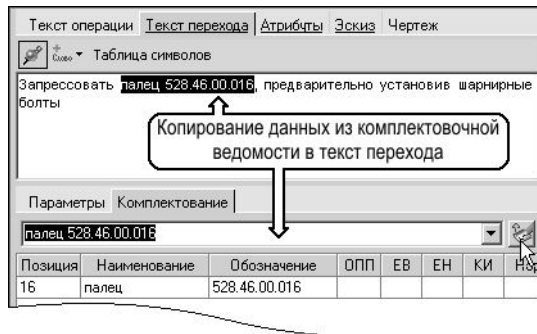 Текст операции Текст перехода Атрибуты Эскиз Чертеж
Слово Таблица символов
Запрессовать палец 528.46.00.016, предварительно установив шарнирные
болты
Копирование данных из комплектовочной
ведомости в текст перехода
Параметры Комплектование
палец 528.46.00.016
Позиция Наименование Обозначение ОПП ЕВ ЕН КИ Нор
16 палец 528.46.00.016